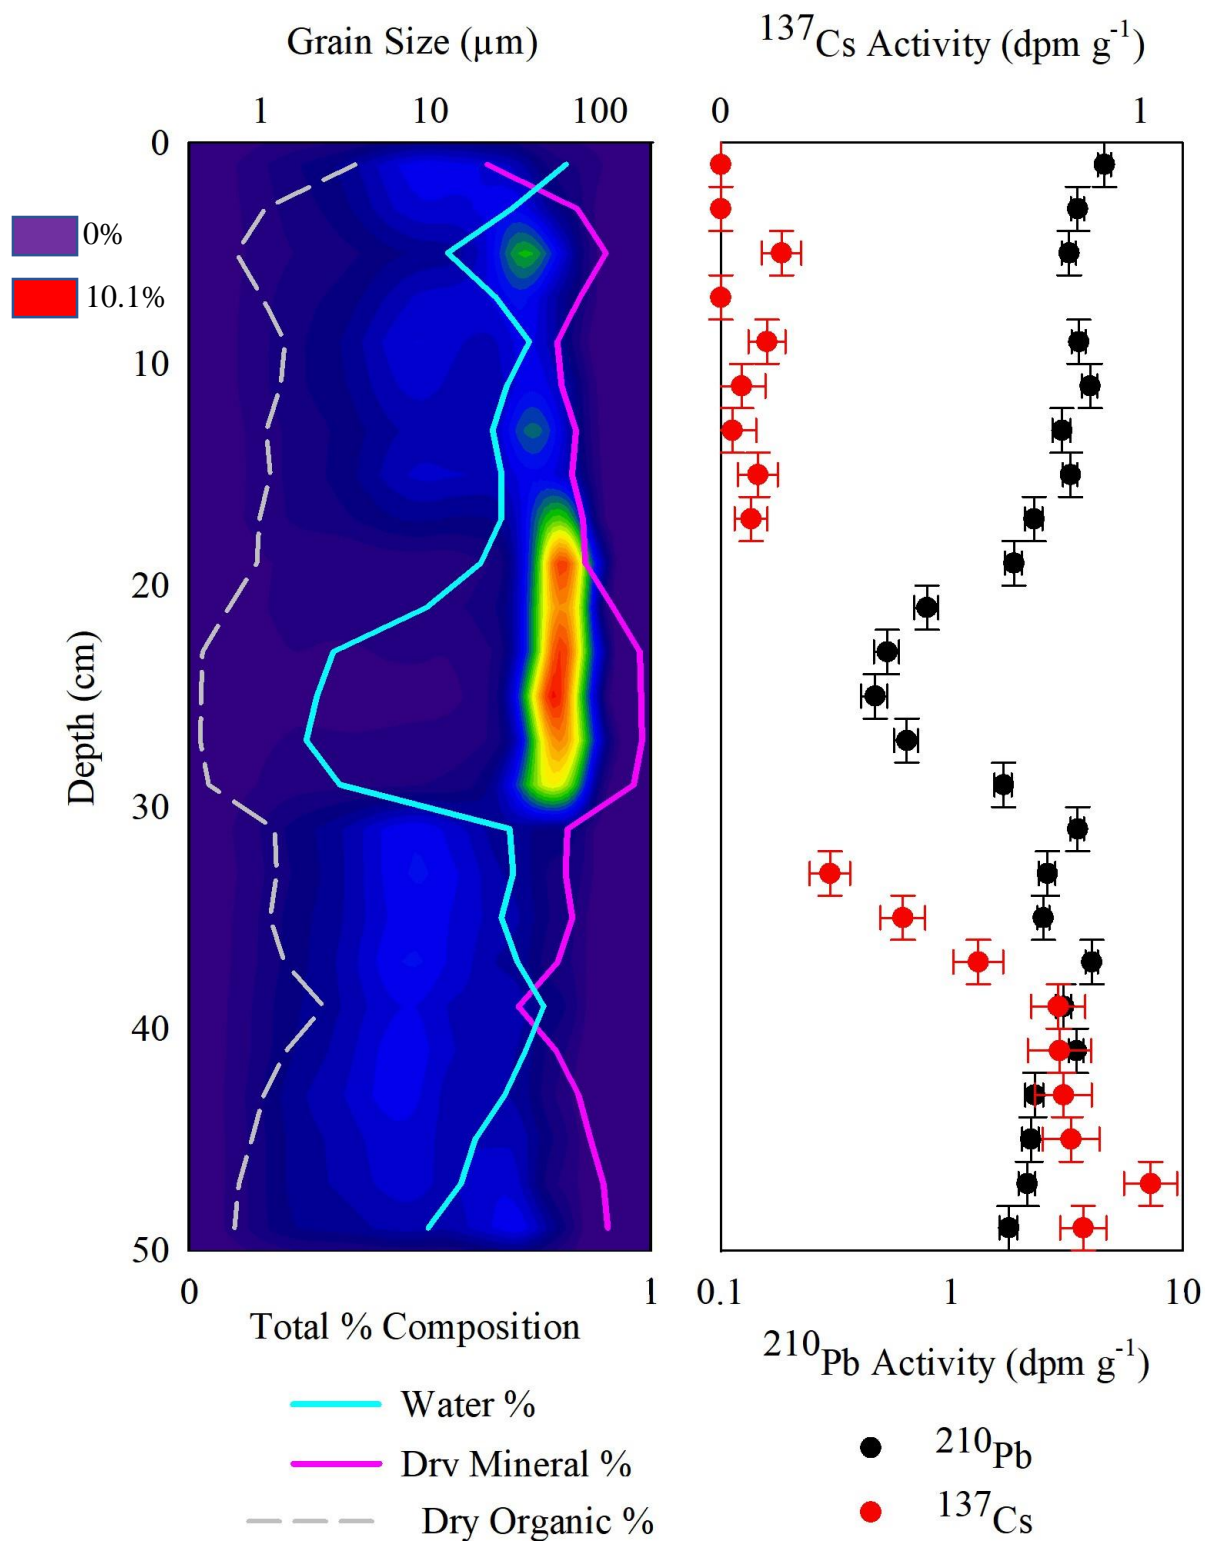 Grain Size (µm)
1 10 100
¹³⁷Cs Activity (dpm g⁻¹)
0 1
0%
10.1%
Depth (cm)
0
10
20
30
40
50
0 1
Total % Composition
0.1 1 10
²¹⁰Pb Activity (dpm g⁻¹)
Water %
Drv Mineral %
Dry Organic %
²¹⁰Pb
¹³⁷Cs